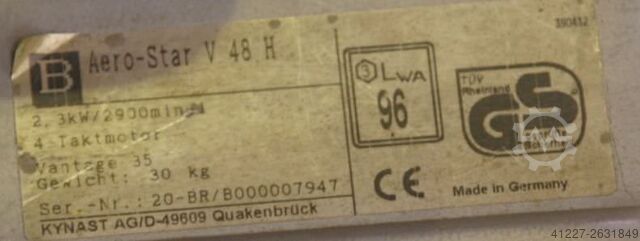 390412
B Aero-Star V 48 H
2,3kW/2900min
4-Taktmotor
Vantage 35
Gewicht: 30 kg
Ser.-Nr.: 20-BR/B000007947
KYNAST AG/D-49609 Quakenbrück
LWA
96
TÜV
Rheinland
GS
CE
Made in Germany
41227-2631849